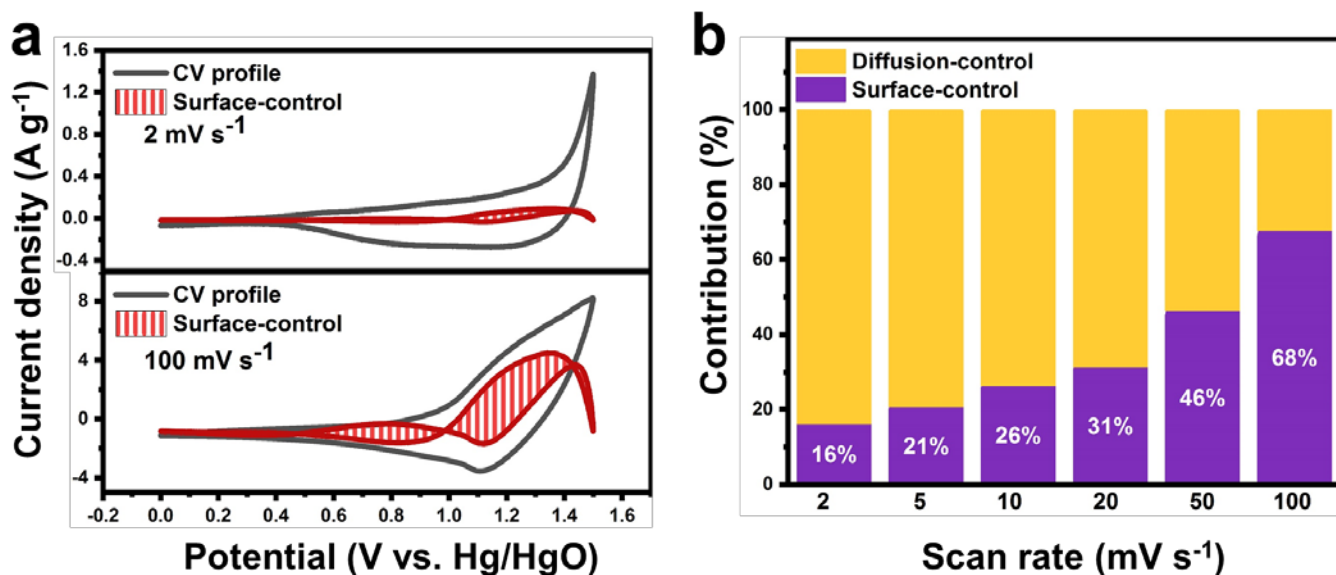 a
Current density (A g⁻¹)
1.6
1.2
0.8
0.4
0.0
-0.4
CV profile
Surface-control
2 mV s⁻¹
8
4
0
-4
CV profile
Surface-control
100 mV s⁻¹
-0.2 0.0 0.2 0.4 0.6 0.8 1.0 1.2 1.4 1.6
Potential (V vs. Hg/HgO)
b
Contribution (%)
Diffusion-control
Surface-control
100
80
60
40
20
0
16% 21% 26% 31% 46% 68%
2 5 10 20 50 100
Scan rate (mV s⁻¹)